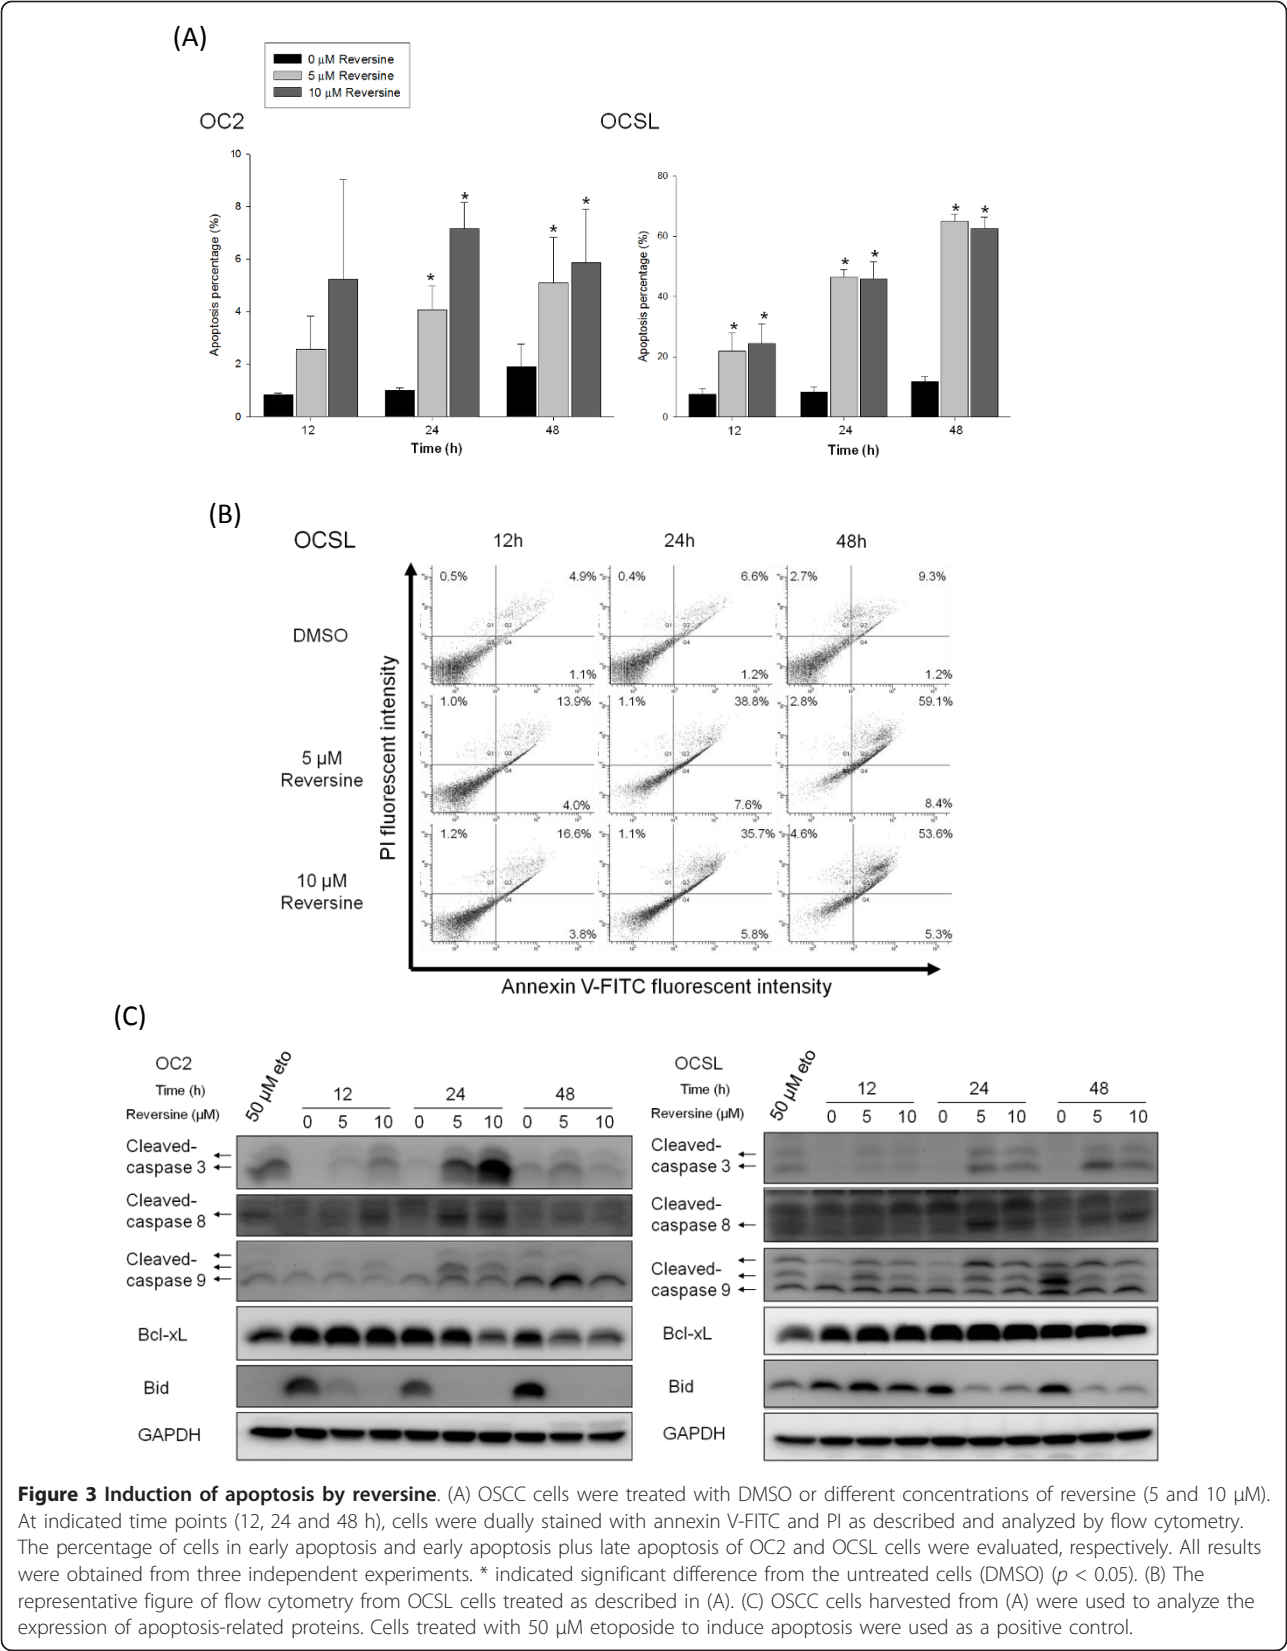 (A)
0 μM Reversine
5 μM Reversine
10 μM Reversine
OC2
OCSL
Apoptosis percentage (%)
10
8
6
4
2
0
12 24 48
Time (h)
Apoptosis percentage (%)
80
60
40
20
0
12 24 48
Time (h)
* * * *
* * * * * *
(B)
OCSL 12h 24h 48h
DMSO
0.5% 4.9% 0.4% 6.6% 2.7% 9.3%
1.1% 1.2% 1.2%
5 μM
Reversine
1.0% 13.9% 1.1% 38.8% 2.8% 59.1%
4.0% 7.6% 8.4%
10 μM
Reversine
1.2% 16.6% 1.1% 35.7% 4.6% 53.6%
3.8% 5.8% 5.3%
PI fluorescent intensity
Annexin V-FITC fluorescent intensity
(C)
OC2
50 μM eto
Time (h) 12 24 48
Reversine (μM) 0 5 10 0 5 10 0 5 10
Cleaved-
caspase 3
Cleaved-
caspase 8
Cleaved-
caspase 9
Bcl-xL
Bid
GAPDH
OCSL
50 μM eto
Time (h) 12 24 48
Reversine (μM) 0 5 10 0 5 10 0 5 10
Cleaved-
caspase 3
Cleaved-
caspase 8
Cleaved-
caspase 9
Bcl-xL
Bid
GAPDH
Figure 3 Induction of apoptosis by reversine. (A) OSCC cells were treated with DMSO or different concentrations of reversine (5 and 10 μM).
At indicated time points (12, 24 and 48 h), cells were dually stained with annexin V-FITC and PI as described and analyzed by flow cytometry.
The percentage of cells in early apoptosis and early apoptosis plus late apoptosis of OC2 and OCSL cells were evaluated, respectively. All results
were obtained from three independent experiments. * indicated significant difference from the untreated cells (DMSO) (p < 0.05). (B) The
representative figure of flow cytometry from OCSL cells treated as described in (A). (C) OSCC cells harvested from (A) were used to analyze the
expression of apoptosis-related proteins. Cells treated with 50 μM etoposide to induce apoptosis were used as a positive control.